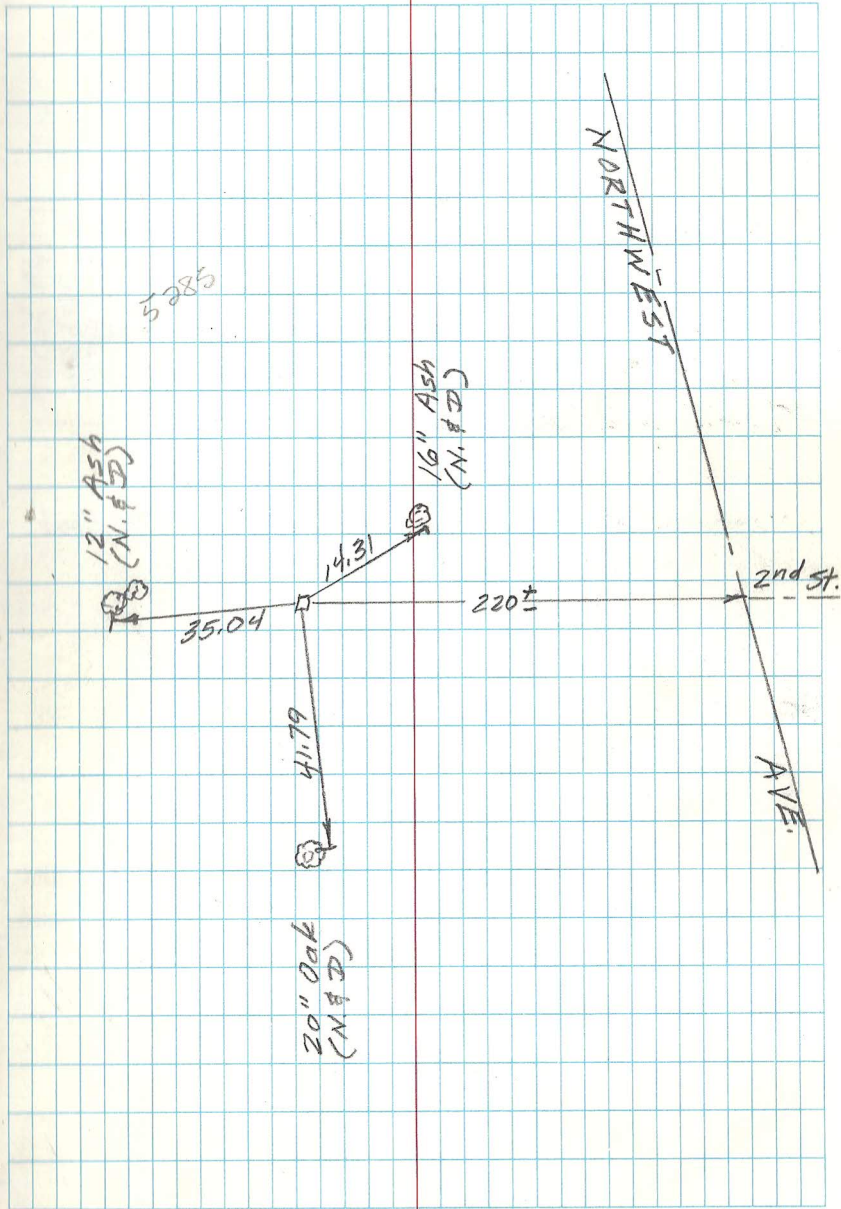 NORTHWEST
5285
12" Ash
(N. & D)
16" Ash
(N. & D)
14.31
35.04
220±
2nd St.
41.79
AVE.
20" Oak
(N. & D)